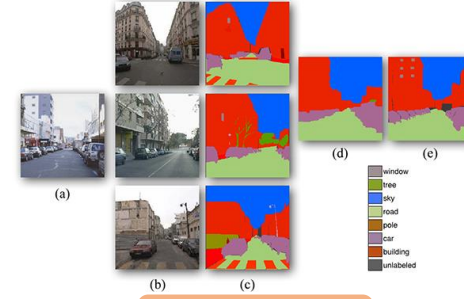 (a)
(b)
(c)
(d)
(e)
window
tree
sky
road
pole
car
building
unlabeled